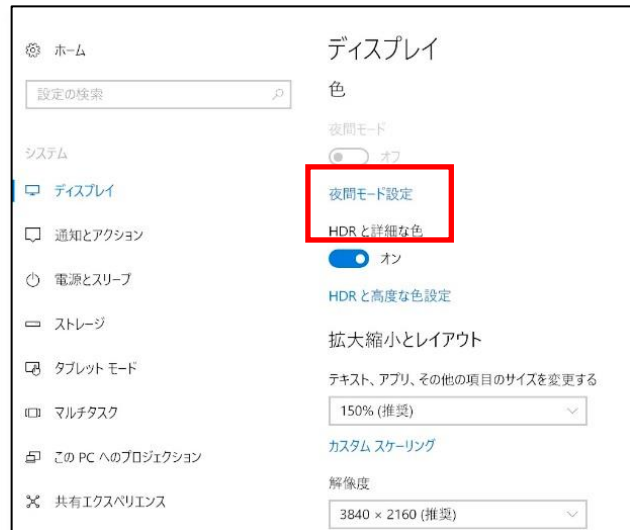 ホーム
設定の検索
システム
ディスプレイ
通知とアクション
電源とスリープ
ストレージ
タブレット モード
マルチタスク
この PC へのプロジェクション
共有エクスペリエンス
ディスプレイ
色
夜間モード
オフ
夜間モード設定
HDR と詳細な色
オン
HDR と高度な色設定
拡大縮小とレイアウト
テキスト、アプリ、その他の項目のサイズを変更する
150% (推奨)
カスタム スケーリング
解像度
3840 × 2160 (推奨)